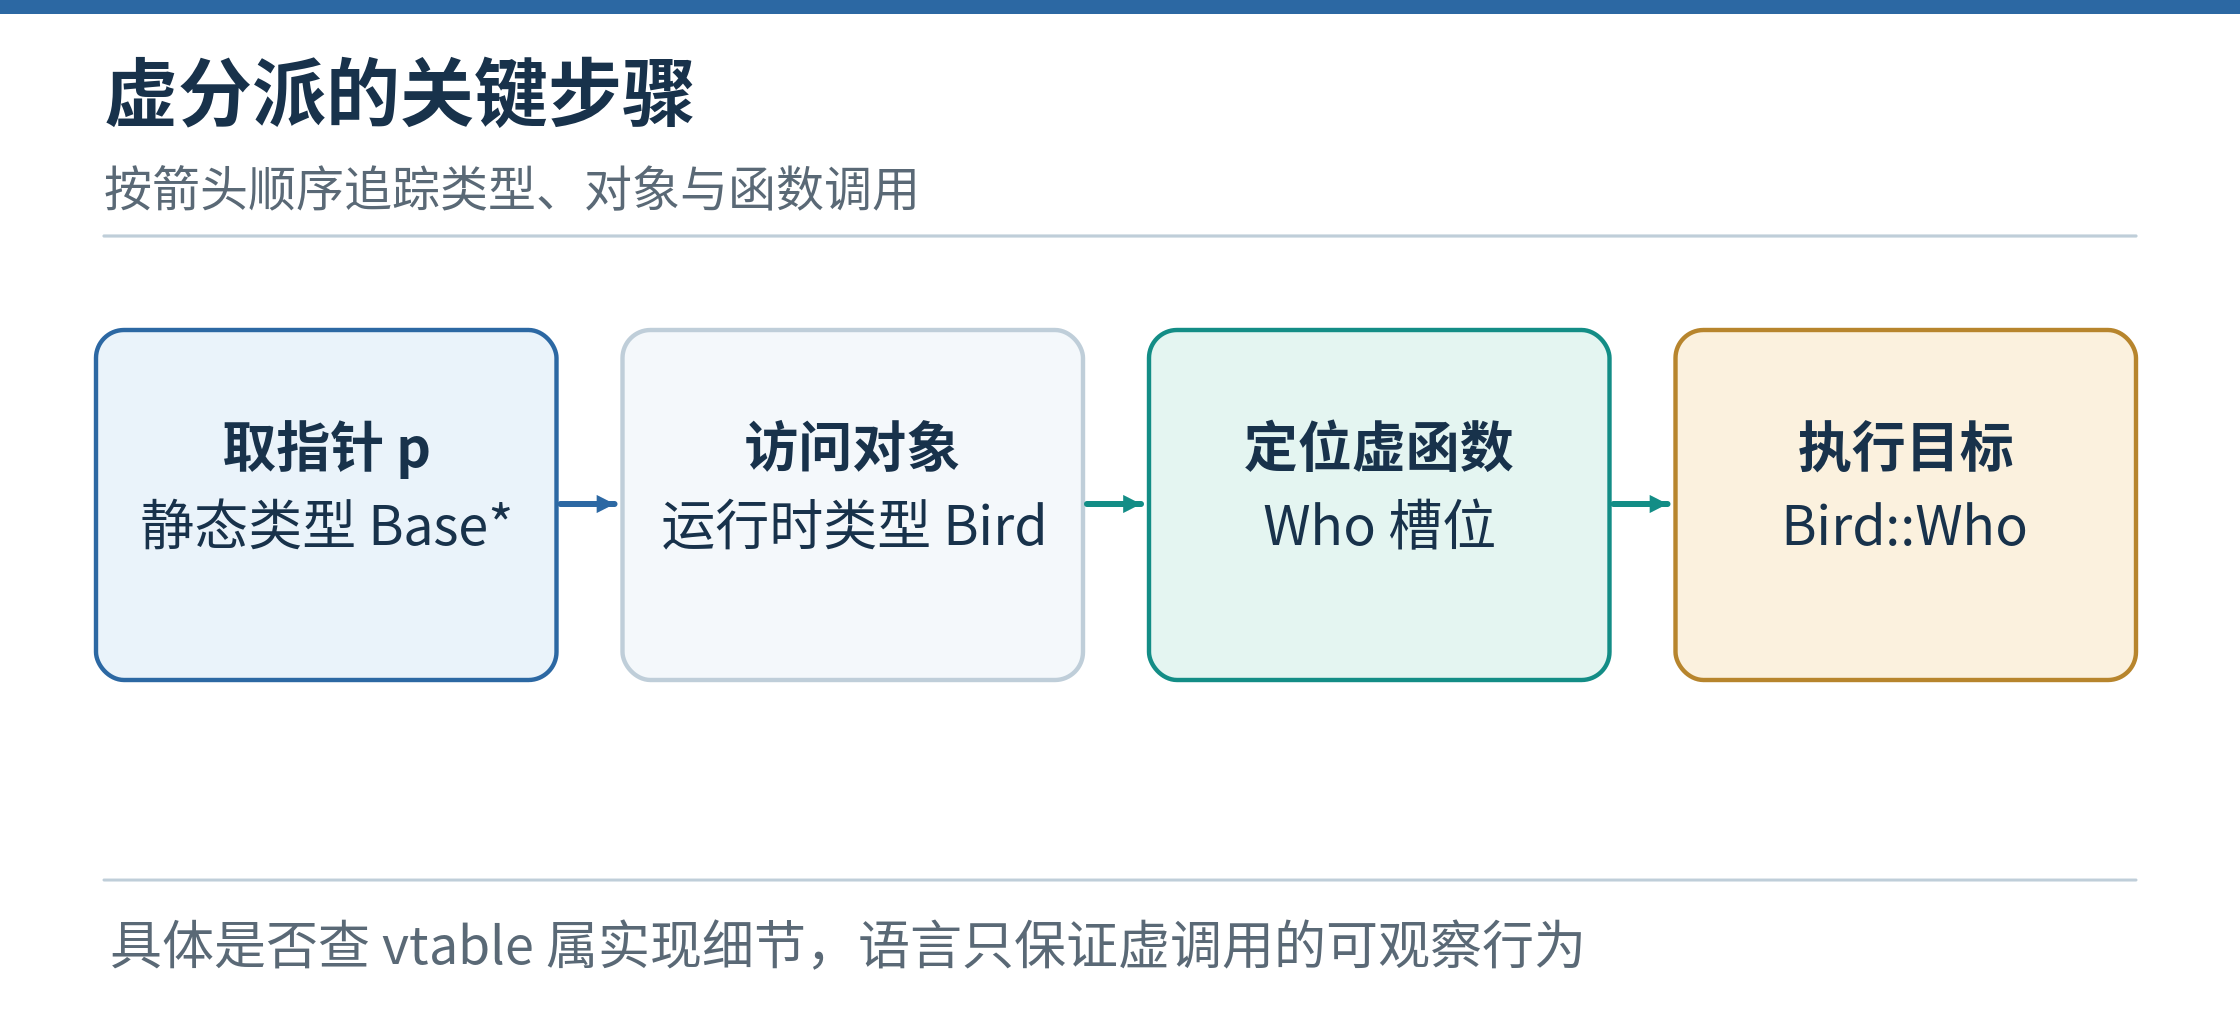 虚分派的关键步骤
按箭头顺序追踪类型、对象与函数调用
取指针 p
静态类型 Base*
访问对象
运行时类型 Bird
定位虚函数
Who 槽位
执行目标
Bird::Who
具体是否查 vtable 属实现细节，语言只保证虚调用的可观察行为